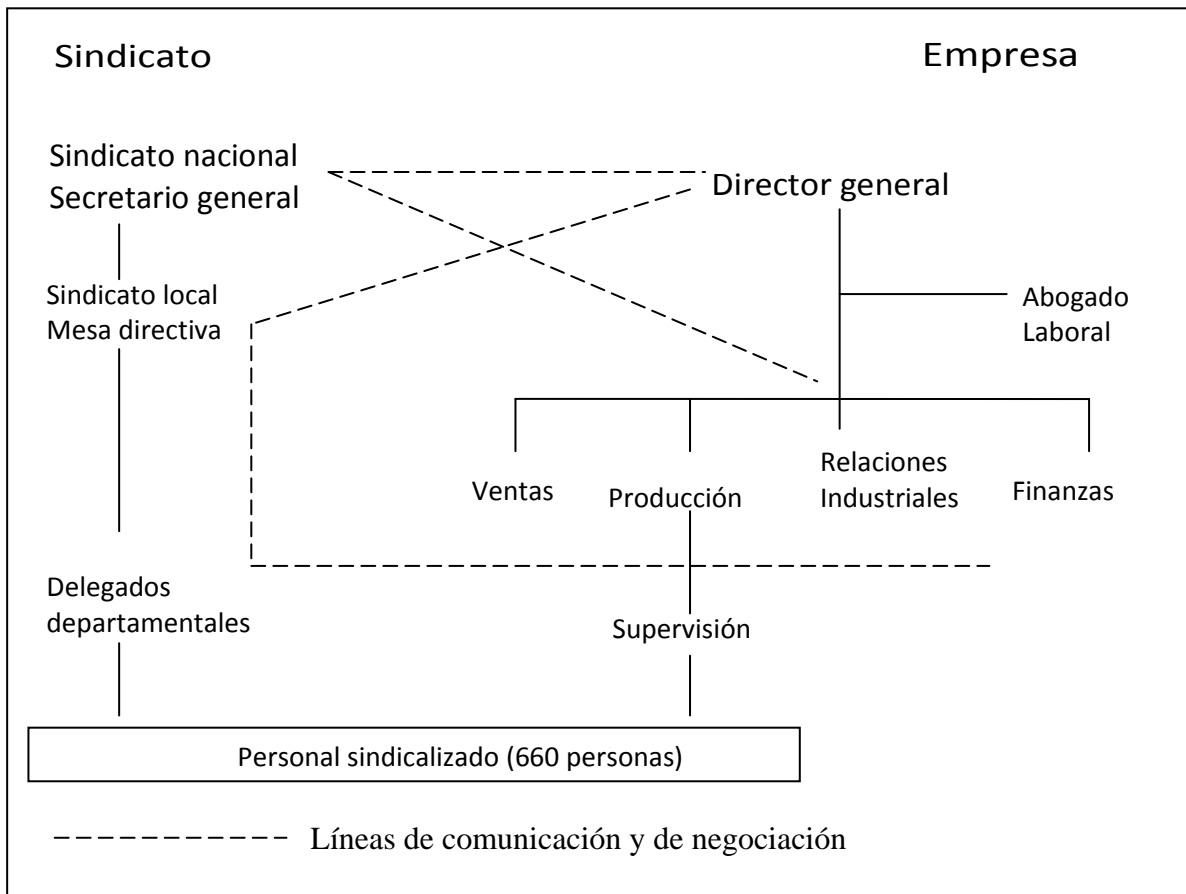 Sindicato
Empresa
Sindicato nacional
Secretario general
Director general
Sindicato local
Mesa directiva
Abogado
Laboral
Ventas
Producción
Relaciones
Industriales
Finanzas
Delegados
departamentales
Supervisión
Personal sindicalizado (660 personas)
Líneas de comunicación y de negociación